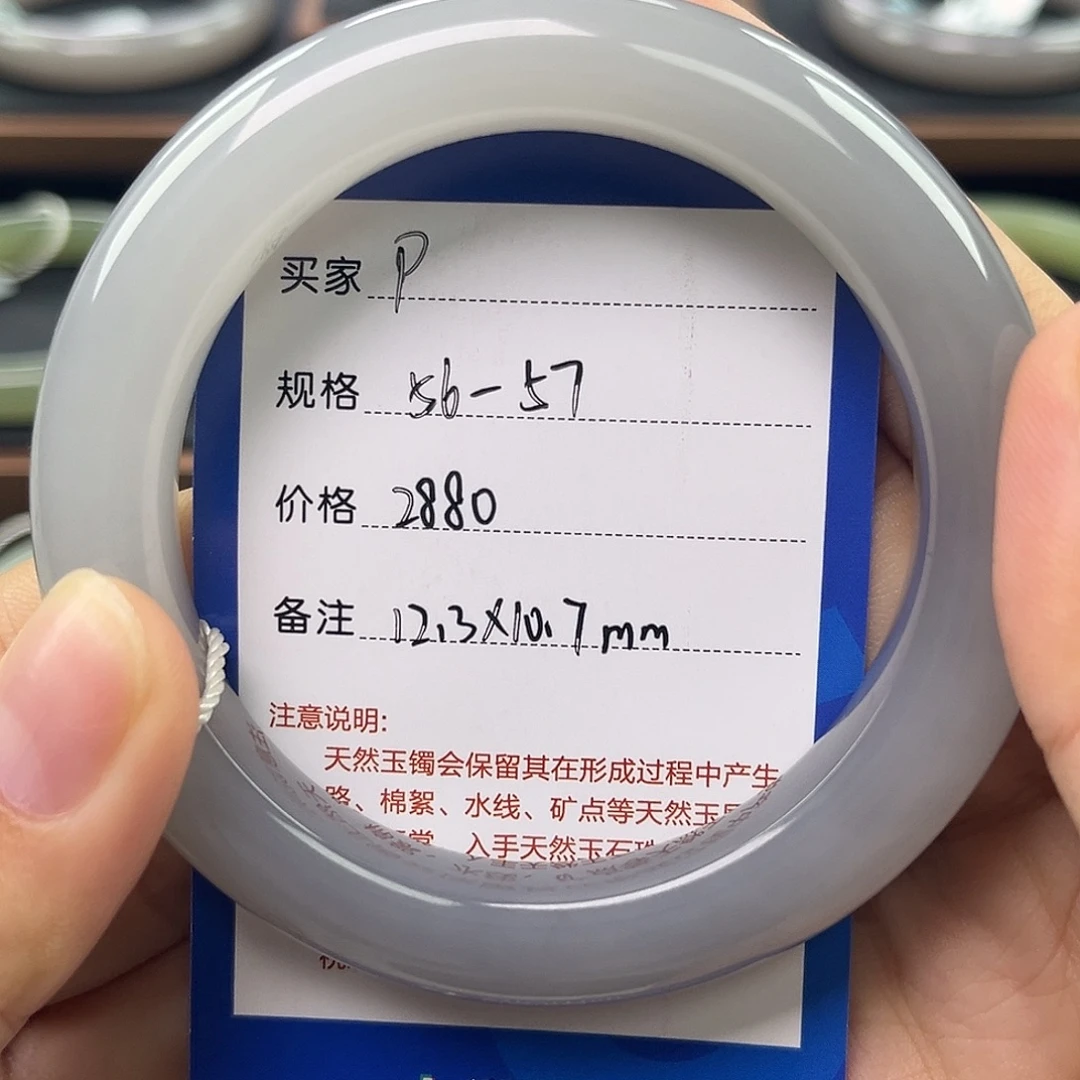 买家 P
规格 56-57
价格 2880
备注 12.3X10.7mm
注意说明:
天然玉镯会保留其在形成过程中产生
路、棉絮、水线、矿点等天然玉
入手天然玉石